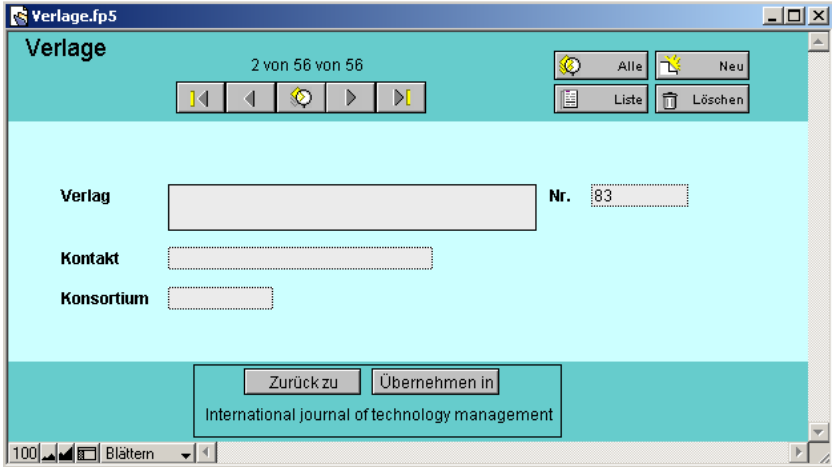 Verlage.fp5
Verlage
2 von 56 von 56
Alle
Neu
Liste
Löschen
Verlag
Nr. 83
Kontakt
Konsortium
Zurück zu
Übernehmen in
International journal of technology management
100 Blättern